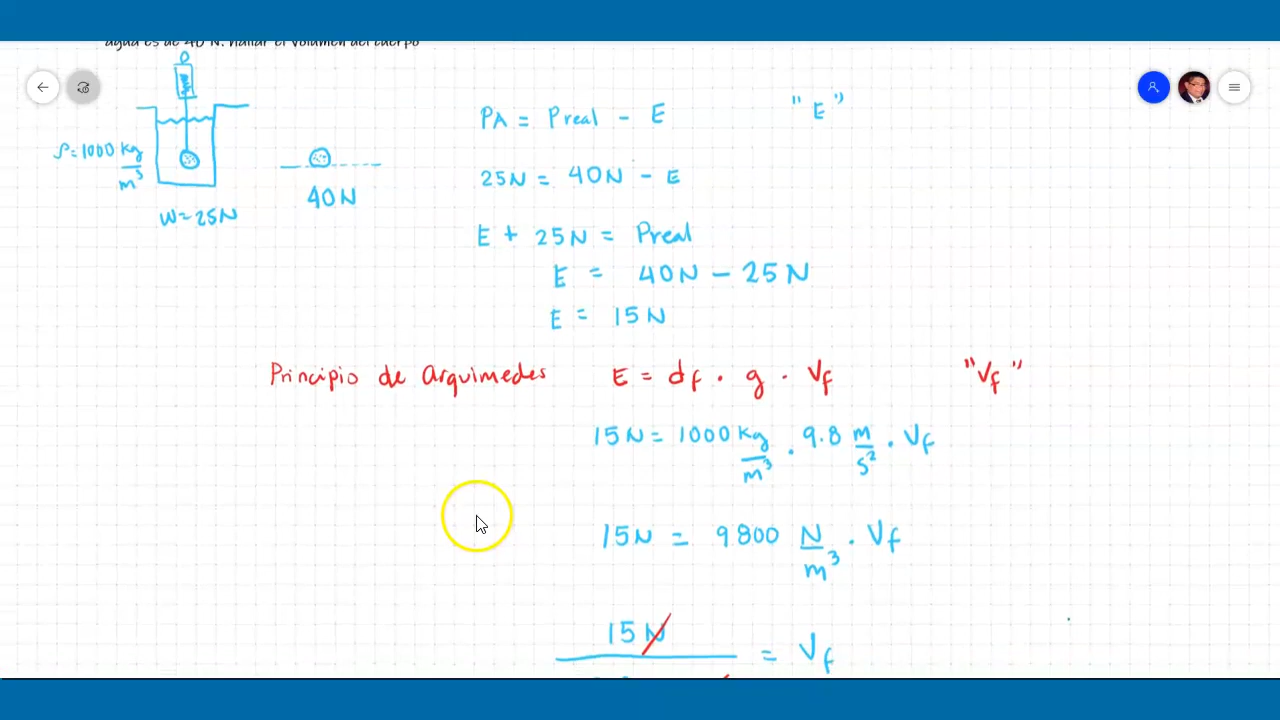 agua es de 40 N. Hallar el volumen del cuerpo
PA = Preal - E
"E"
ρ=1000 kg/m³
25N = 40N - E
40N
W=25N
E + 25N = Preal
E = 40N - 25N
E = 15N
Principio de Arquimedes
E = df · g · Vf
"Vf"
15N = 1000 kg/m³ · 9.8 m/s² · Vf
15N = 9800 N/m³ · Vf
15N
= Vf